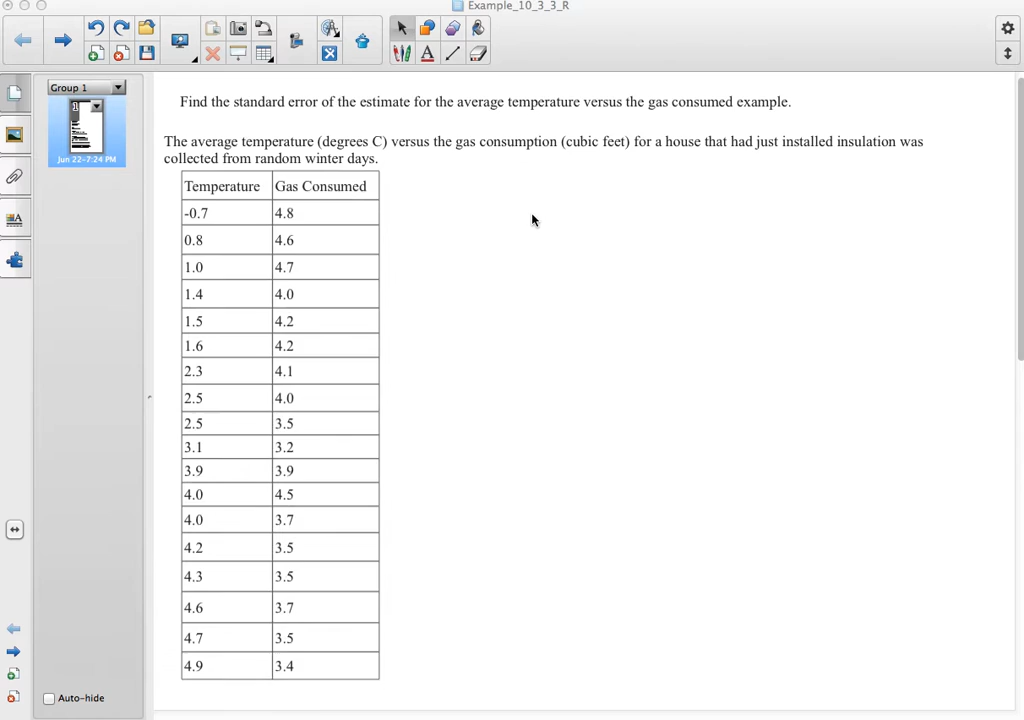 Example_10_3_3_R
Group 1
1
Jun 22-7:24 PM
Auto-hide
Find the standard error of the estimate for the average temperature versus the gas consumed example.
The average temperature (degrees C) versus the gas consumption (cubic feet) for a house that had just installed insulation was
collected from random winter days.
Temperature Gas Consumed
-0.7 4.8
0.8 4.6
1.0 4.7
1.4 4.0
1.5 4.2
1.6 4.2
2.3 4.1
2.5 4.0
2.5 3.5
3.1 3.2
3.9 3.9
4.0 4.5
4.0 3.7
4.2 3.5
4.3 3.5
4.6 3.7
4.7 3.5
4.9 3.4